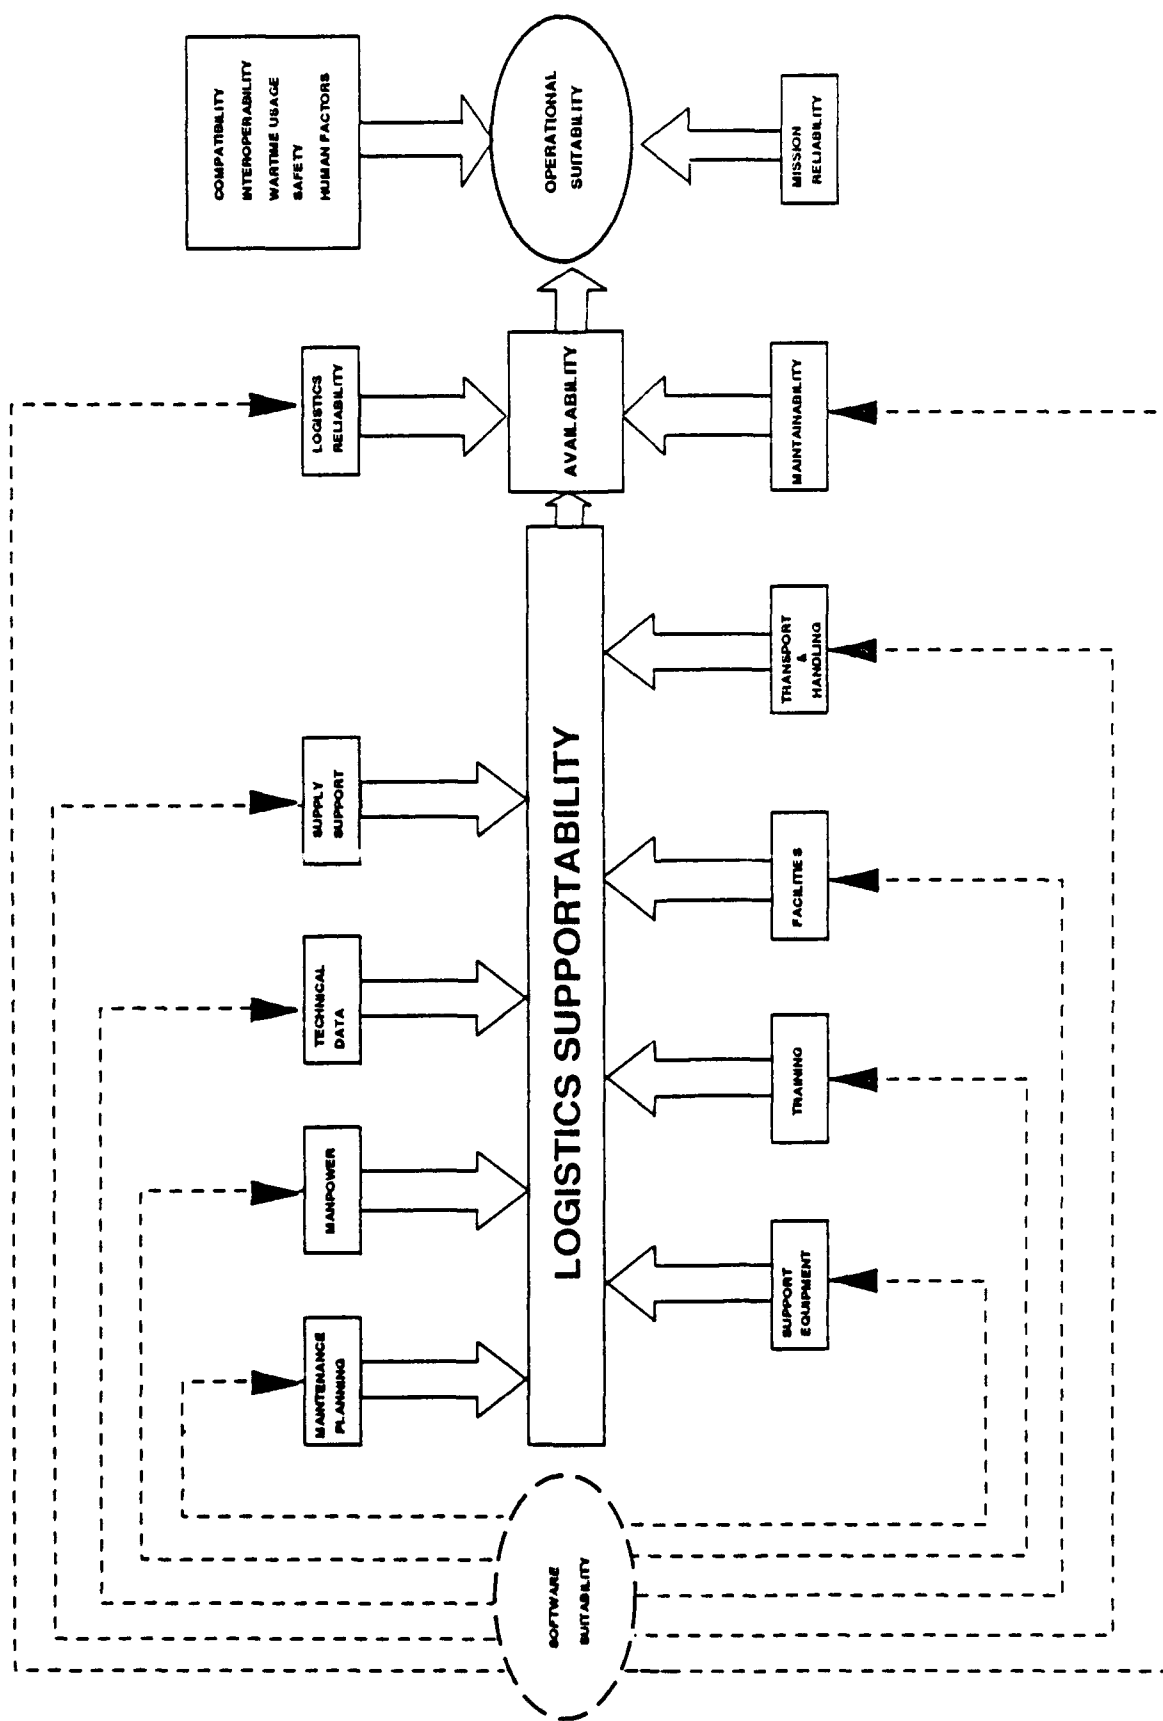 COMPATIBILITY
INTEROPERABILITY
WARTIME USAGE
SAFETY
HUMAN FACTORS
OPERATIONAL
SUITABILITY
MISSION
RELIABILITY
LOGISTICS
RELIABILITY
AVAILABILITY
MAINTAINABILITY
SUPPLY
SUPPORT
TECHNICAL
DATA
MANPOWER
MAINTENANCE
PLANNING
LOGISTICS SUPPORTABILITY
TRANSPORT
&
HANDLING
FACILITIES
TRAINING
SUPPORT
EQUIPMENT
SOFTWARE
SUITABILITY